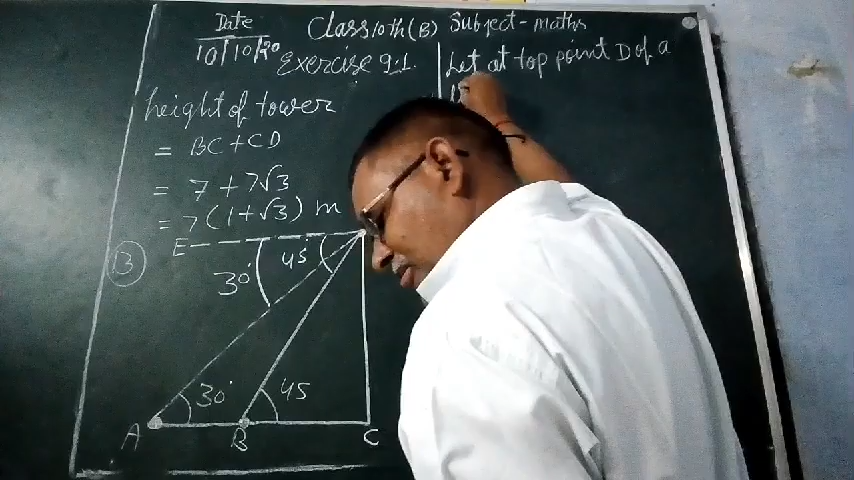 Date
10/10/20
Class 10th (B) Subject - maths
Exercise 9.1.
height of tower
= BC + CD
= 7 + 7√3
= 7 (1 + √3) m
13
E
30°
45°
30°
45
A
B
C
Let at top point D of a